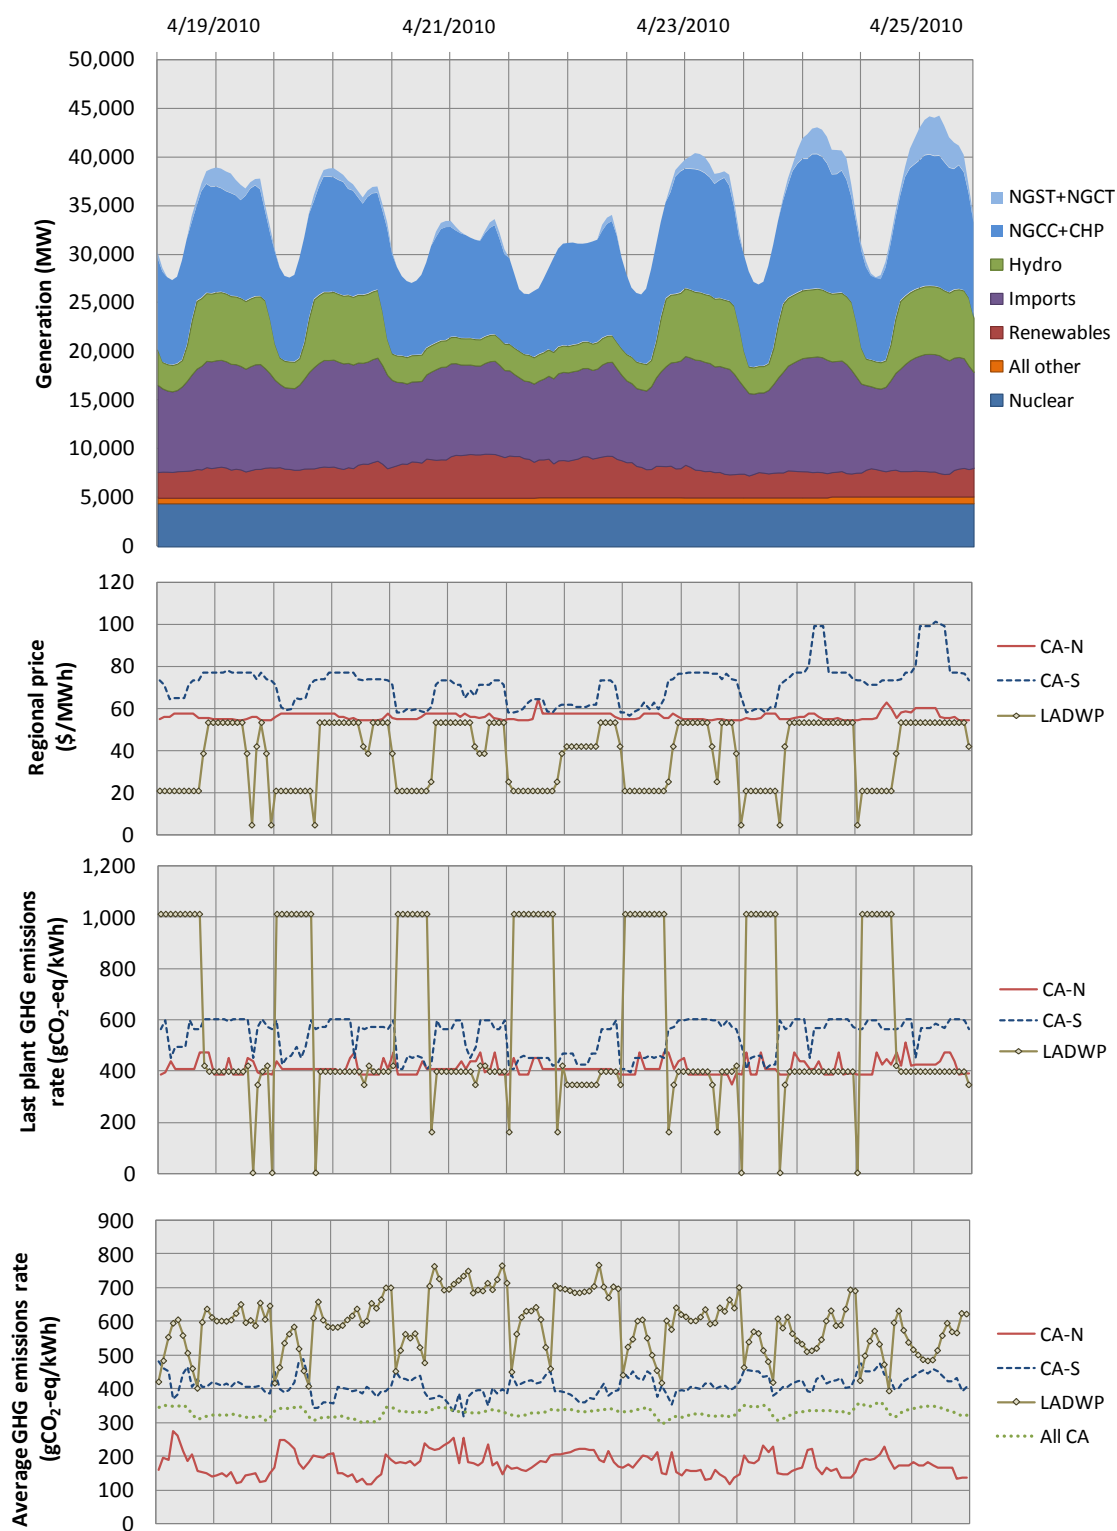 4/19/2010 4/21/2010 4/23/2010 4/25/2010
50,000
45,000
40,000
35,000
30,000
25,000
20,000
15,000
10,000
5,000
0
Generation (MW)
NGST+NGCT
NGCC+CHP
Hydro
Imports
Renewables
All other
Nuclear
120
100
80
60
40
20
0
Regional price
($/MWh)
CA-N
CA-S
LADWP
1,200
1,000
800
600
400
200
0
Last plant GHG emissions
rate (gCO₂-eq/kWh)
CA-N
CA-S
LADWP
900
800
700
600
500
400
300
200
100
0
Average GHG emissions rate
(gCO₂-eq/kWh)
CA-N
CA-S
LADWP
All CA